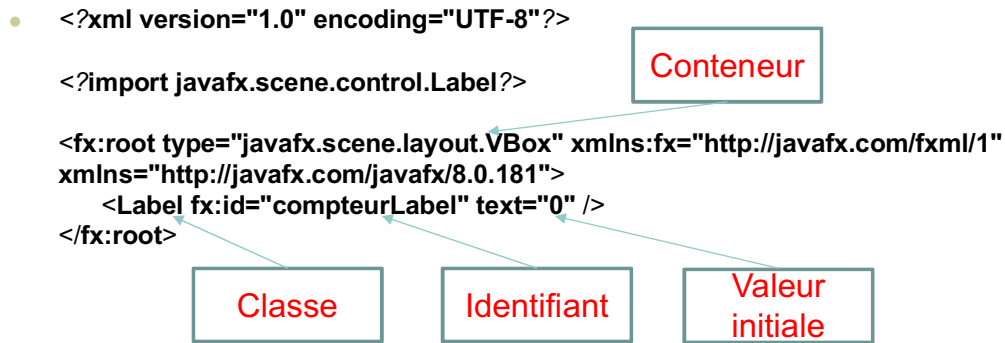 <?xml version="1.0" encoding="UTF-8"?>
Conteneur
<?import javafx.scene.control.Label?>
<fx:root type="javafx.scene.layout.VBox" xmlns:fx="http://javafx.com/fxml/1"
xmlns="http://javafx.com/javafx/8.0.181">
<Label fx:id="compteurLabel" text="0" />
</fx:root>
Classe
Identifiant
Valeur
initiale